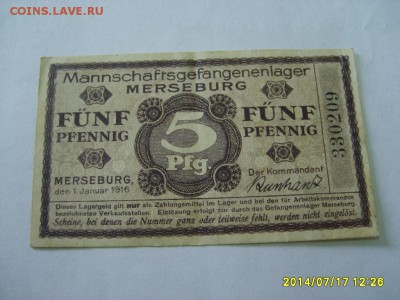 COINS.LAVE.RU
Mannschaftsgefangenenlager
MERSEBURG
FÜNF
PFENNIG
5
Pfg
FÜNF
PFENNIG
330209
MERSEBURG,
den 1. Januar 1916
Der Kommandant
Dieses Lagergeld gilt nur als Zahlungsmittel im Lager und bei den Arbeitskommandos
bezeichneten Verkaufsstellen. Einlösung erfolgt nur durch das Gefangenenlager Merseburg.
Scheine, bei denen die Nummer ganz oder teilweise fehlt, werden nicht eingelöst.
2014/07/17 12:26